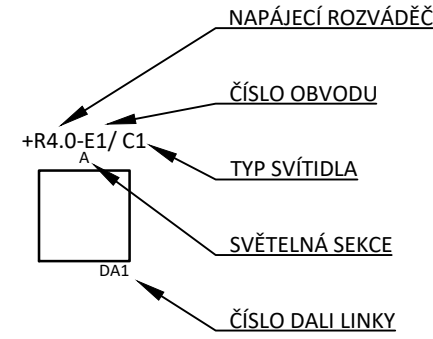 NAPÁJECÍ ROZVÁDĚČ
ČÍSLO OBVODU
+R4.0-E1/ C1
A
TYP SVÍTIDLA
SVĚTELNÁ SEKCE
DA1
ČÍSLO DALI LINKY